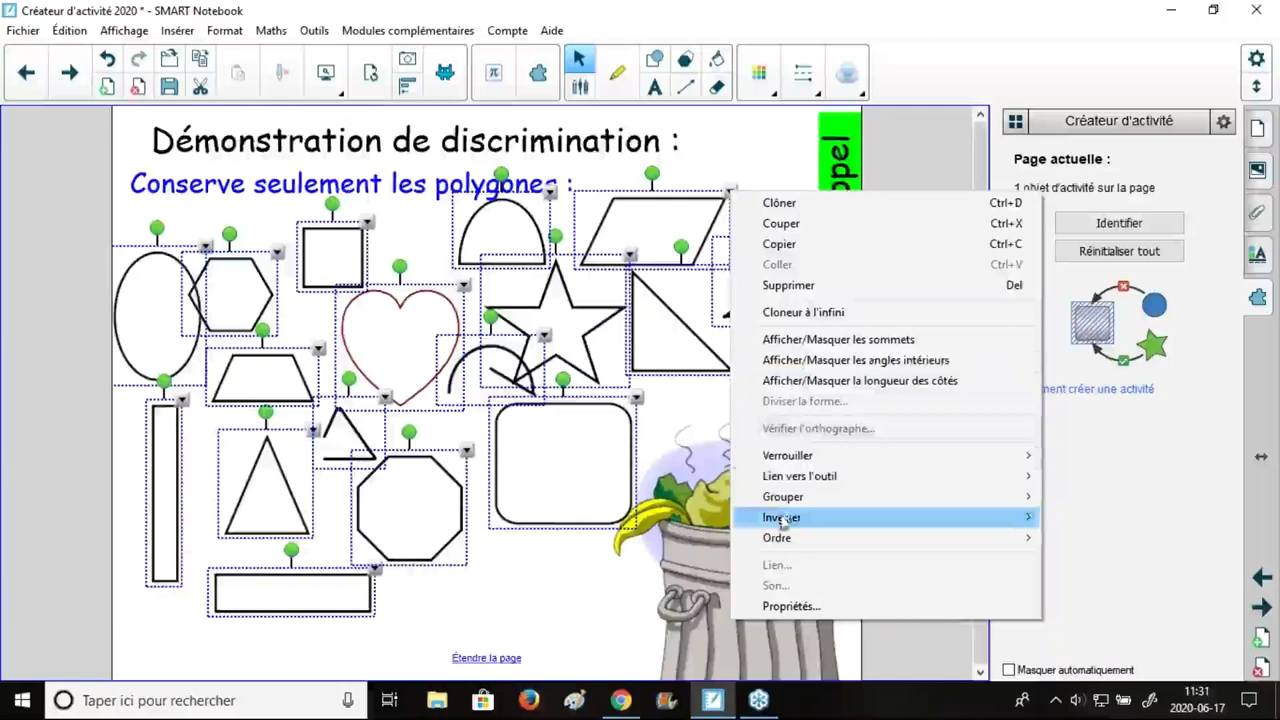 Créateur d'activité 2020 * - SMART Notebook
Fichier Édition Affichage Insérer Format Maths Outils Modules complémentaires Compte Aide
Démonstration de discrimination :
Conserve seulement les polygones :
ppel
Clôner Ctrl+D
Couper Ctrl+X
Copier Ctrl+C
Coller Ctrl+V
Supprimer Del
Cloneur à l'infini
Afficher/Masquer les sommets
Afficher/Masquer les angles intérieurs
Afficher/Masquer la longueur des côtés
Diviser la forme...
Vérifier l'orthographe...
Verrouiller
Lien vers l'outil
Grouper
Inverser
Ordre
Lien...
Son...
Propriétés...
Créateur d'activité
Page actuelle :
1 objet d'activité sur la page
Identifier
Réinitialiser tout
ment créer une activité
Masquer automatiquement
Étendre la page
Taper ici pour rechercher
11:31
2020-06-17